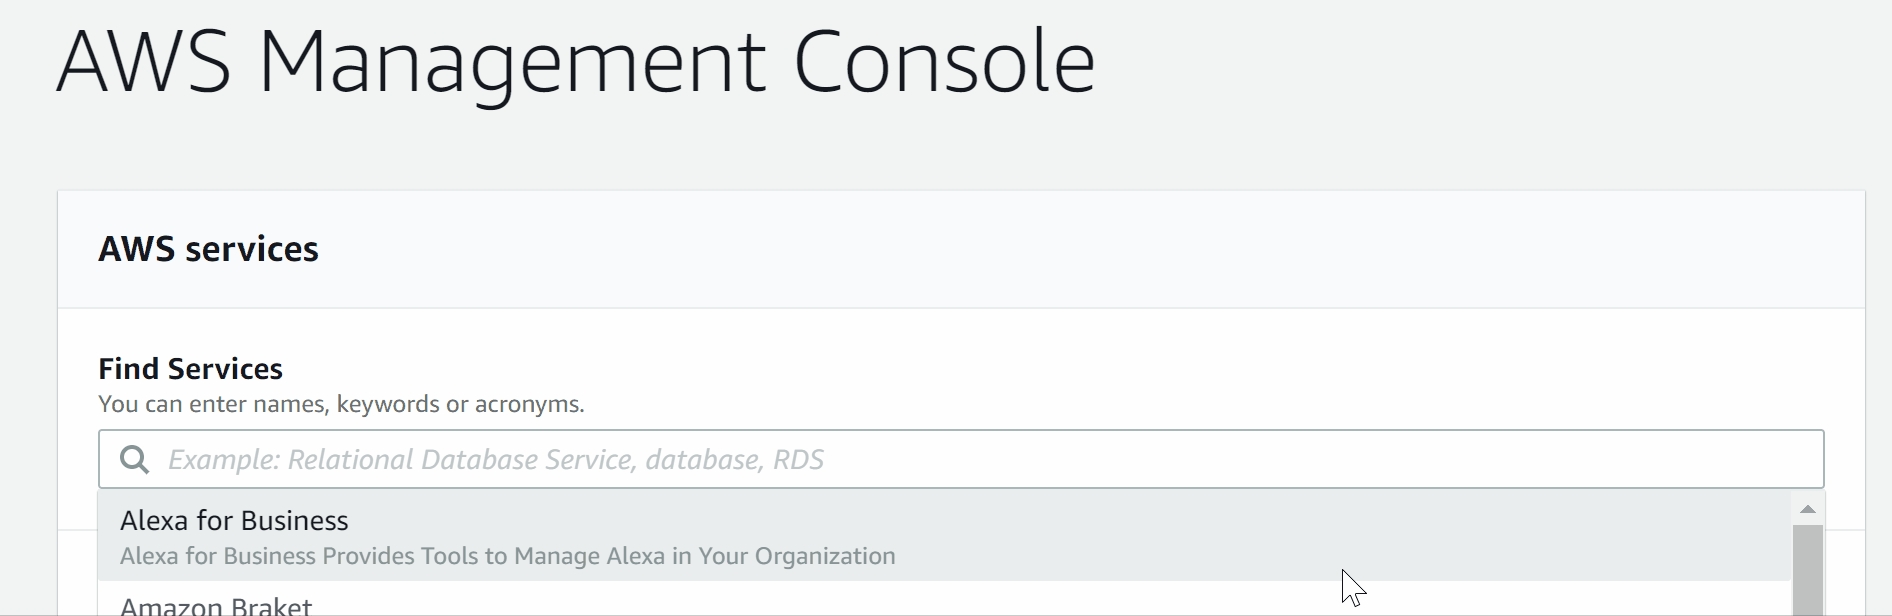 AWS Management Console
AWS services
Find Services
You can enter names, keywords or acronyms.
Example: Relational Database Service, database, RDS
Alexa for Business
Alexa for Business Provides Tools to Manage Alexa in Your Organization
Amazon Braket